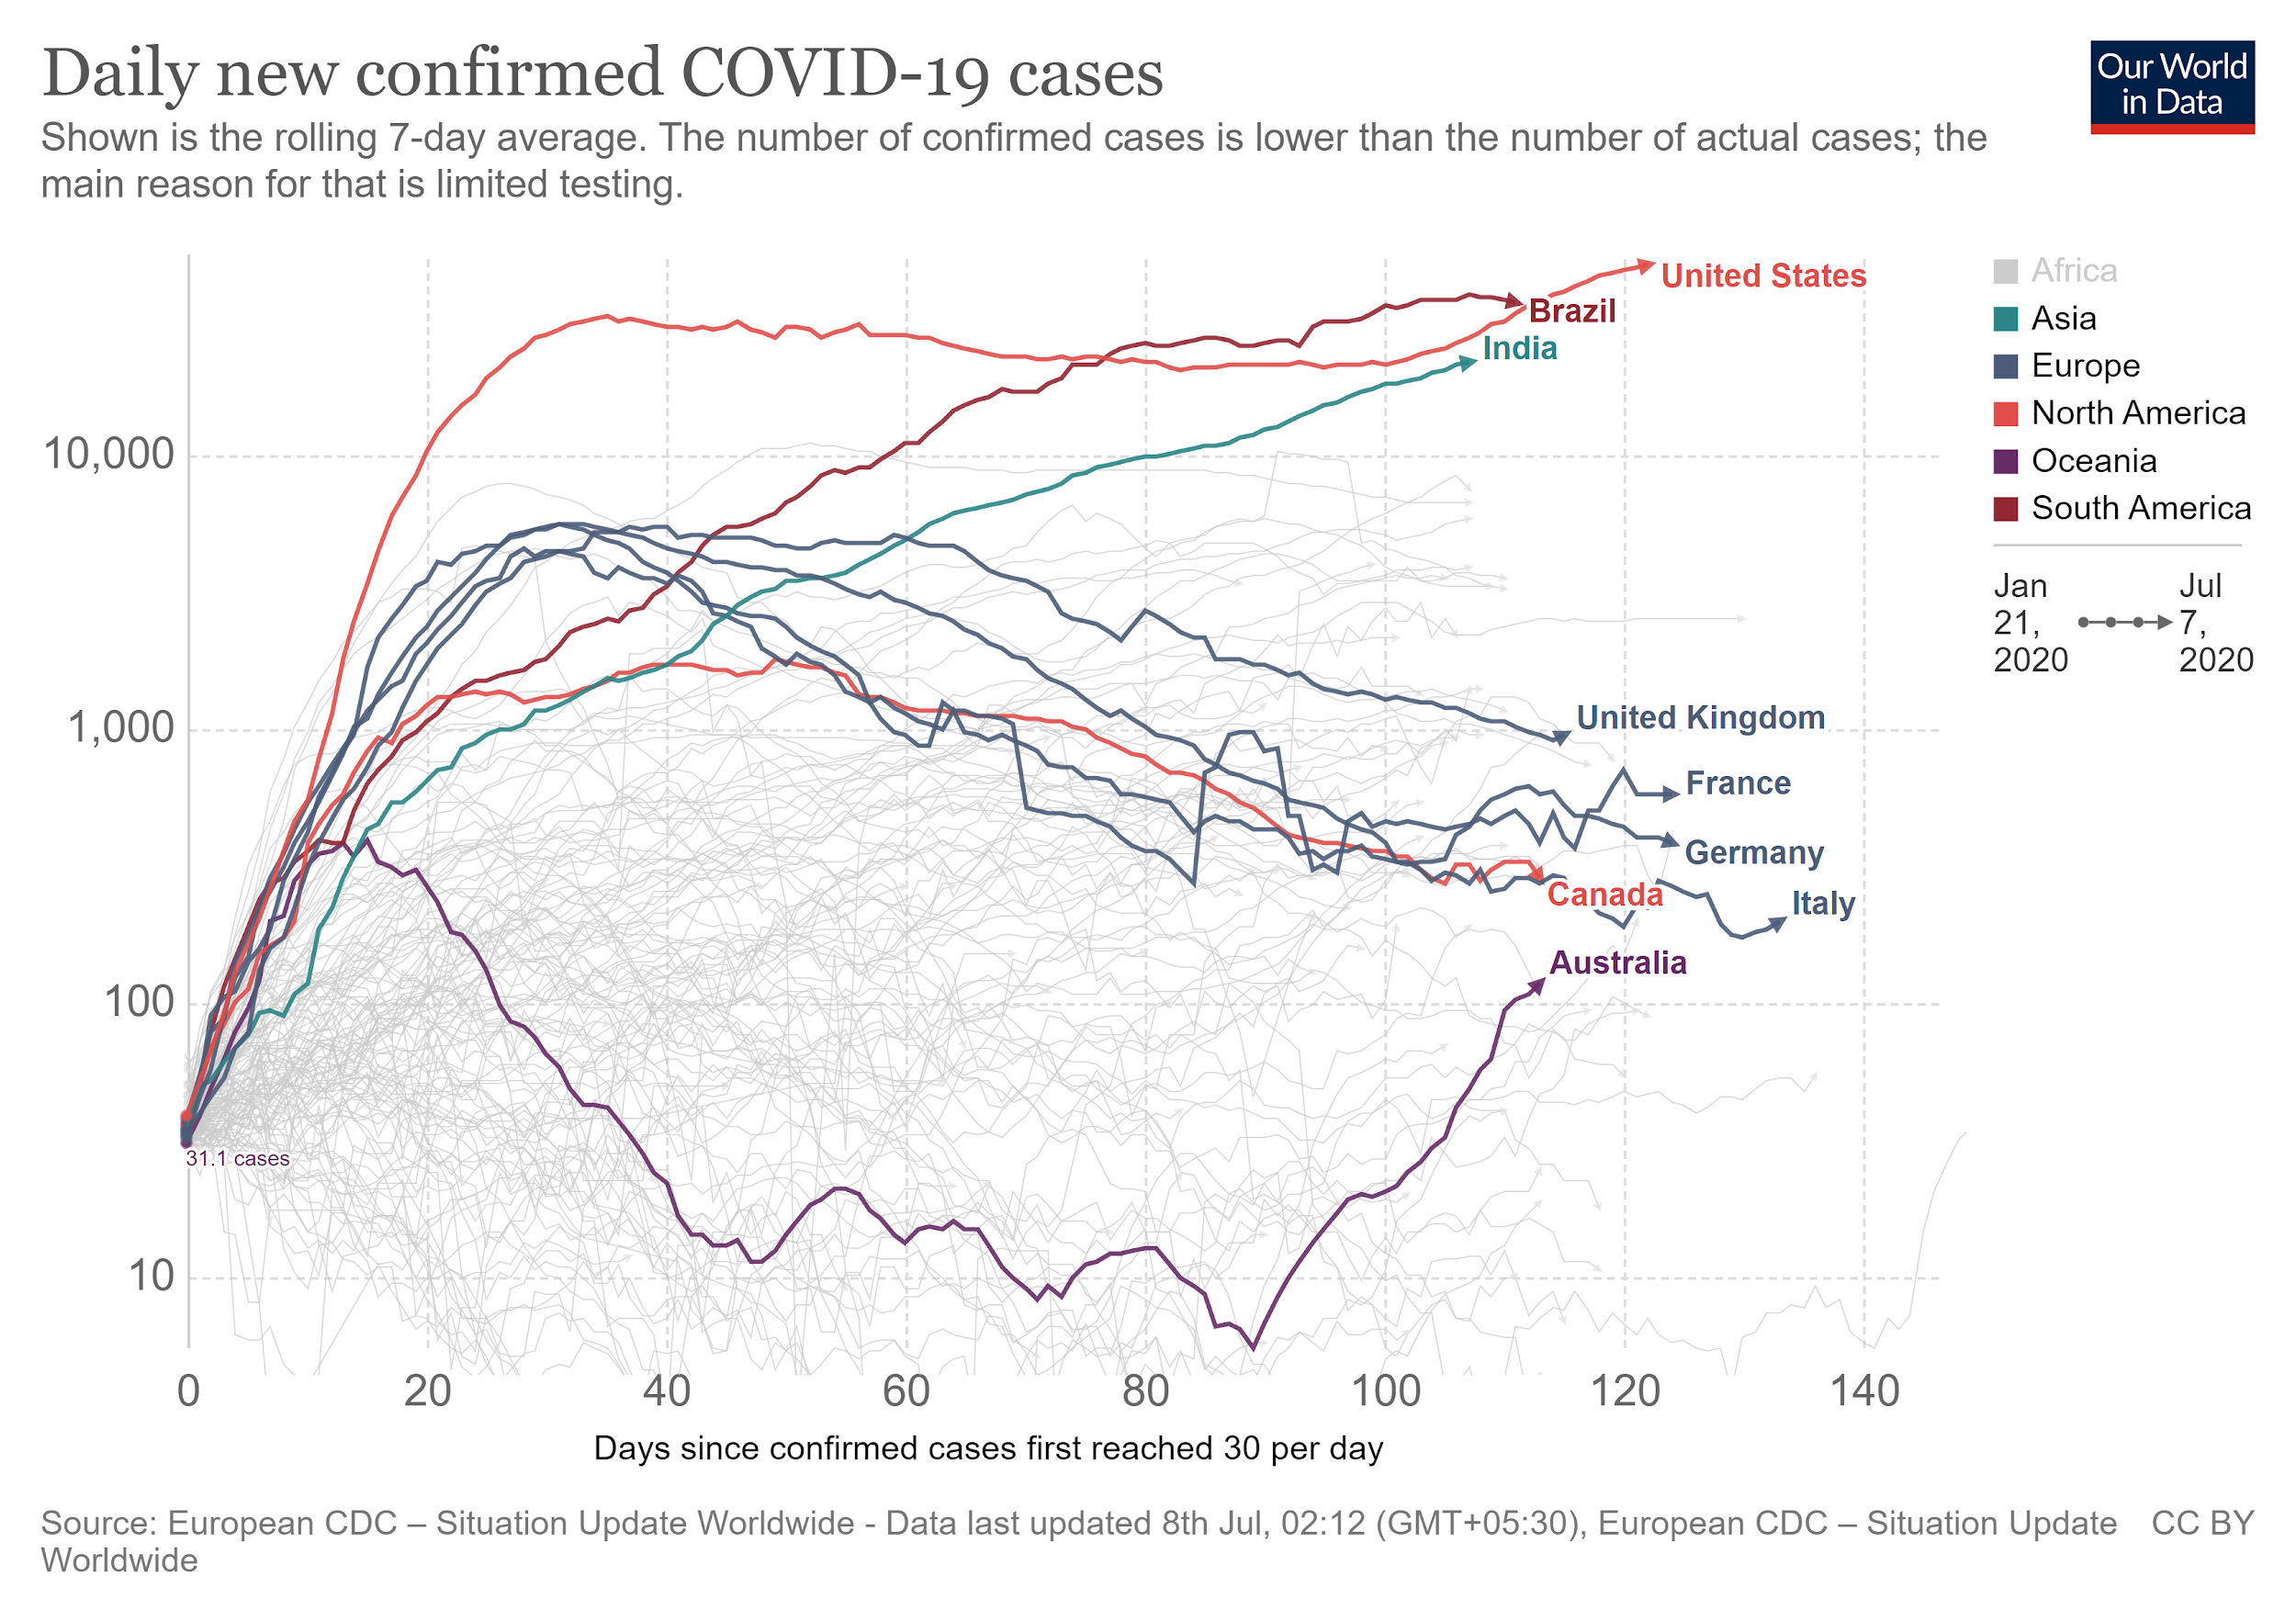 Daily new confirmed COVID-19 cases
Shown is the rolling 7-day average. The number of confirmed cases is lower than the number of actual cases; the
main reason for that is limited testing.
Our World
in Data
United States
Brazil
India
United Kingdom
France
Germany
Canada
Italy
Australia
31.1 cases
10,000
1,000
100
10
0 20 40 60 80 100 120 140
Days since confirmed cases first reached 30 per day
Africa
Asia
Europe
North America
Oceania
South America
Jan
21,
2020
Jul
7,
2020
Source: European CDC – Situation Update Worldwide - Data last updated 8th Jul, 02:12 (GMT+05:30), European CDC – Situation Update
Worldwide
CC BY